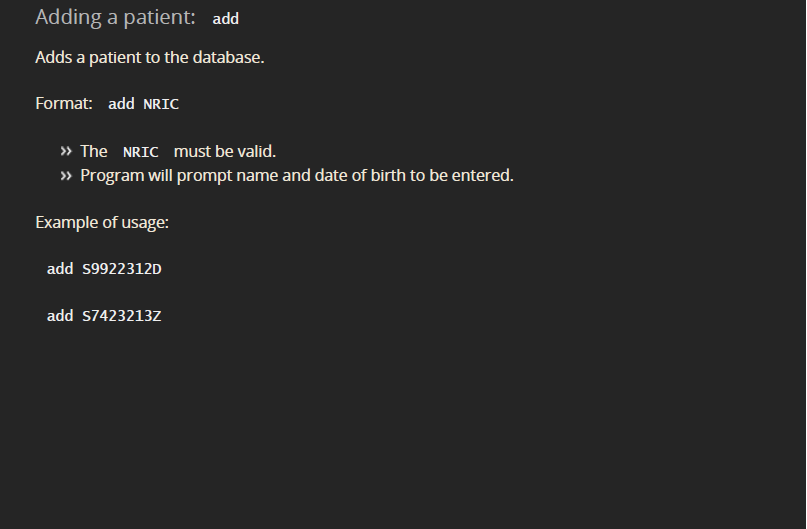 Adding a patient: add
Adds a patient to the database.
Format: add NRIC
» The NRIC must be valid.
» Program will prompt name and date of birth to be entered.
Example of usage:
add S9922312D
add S7423213Z